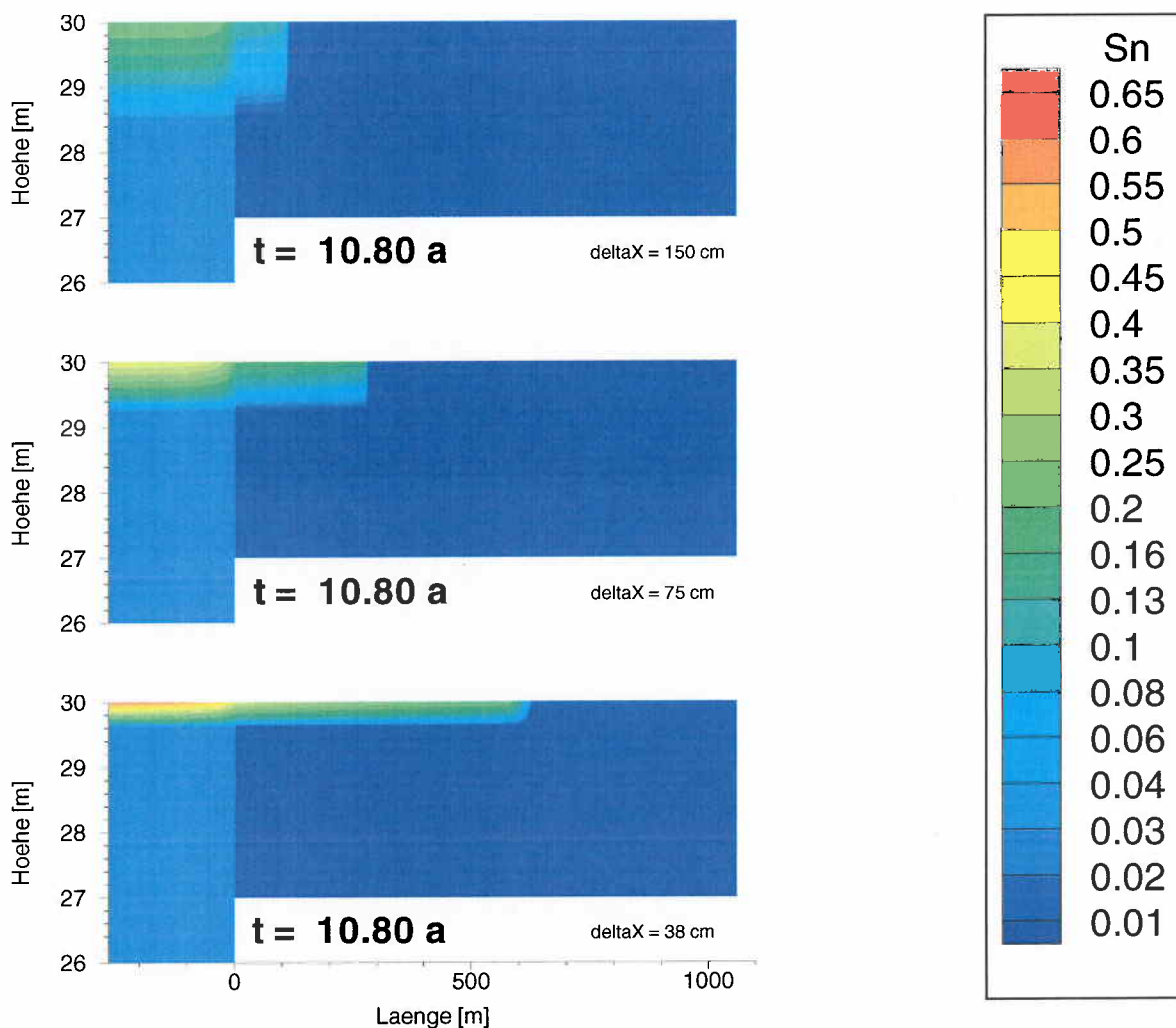 30
29
28
27
26
Hoehe [m]
t = 10.80 a
deltaX = 150 cm
30
29
28
27
26
Hoehe [m]
t = 10.80 a
deltaX = 75 cm
30
29
28
27
26
Hoehe [m]
t = 10.80 a
deltaX = 38 cm
0 500 1000
Laenge [m]
Sn
0.65
0.6
0.55
0.5
0.45
0.4
0.35
0.3
0.25
0.2
0.16
0.13
0.1
0.08
0.06
0.04
0.03
0.02
0.01